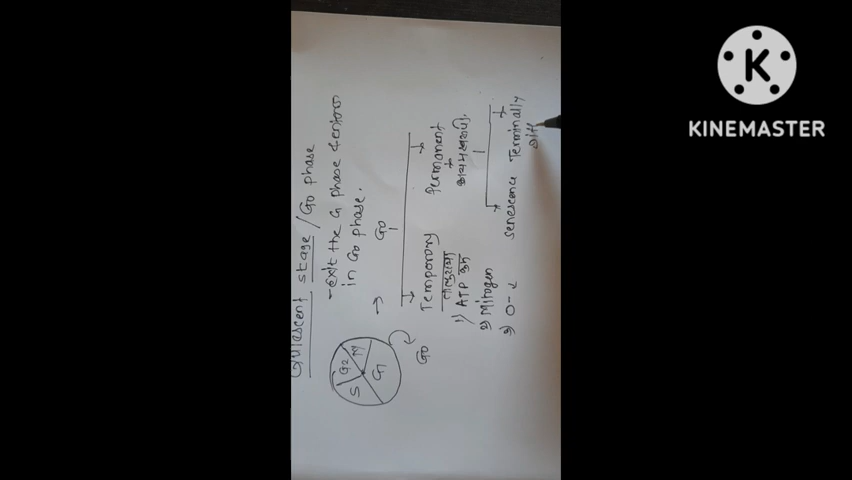 Quiescent stage / G0 phase
- exit the G1 phase & enters
in G0 phase.
S
G2
M
G1
G0
→ G0
Temporary
Permanent
1) ATP
2) Mitogen
3) O
senescence
Terminally
Diff
KINEMASTER